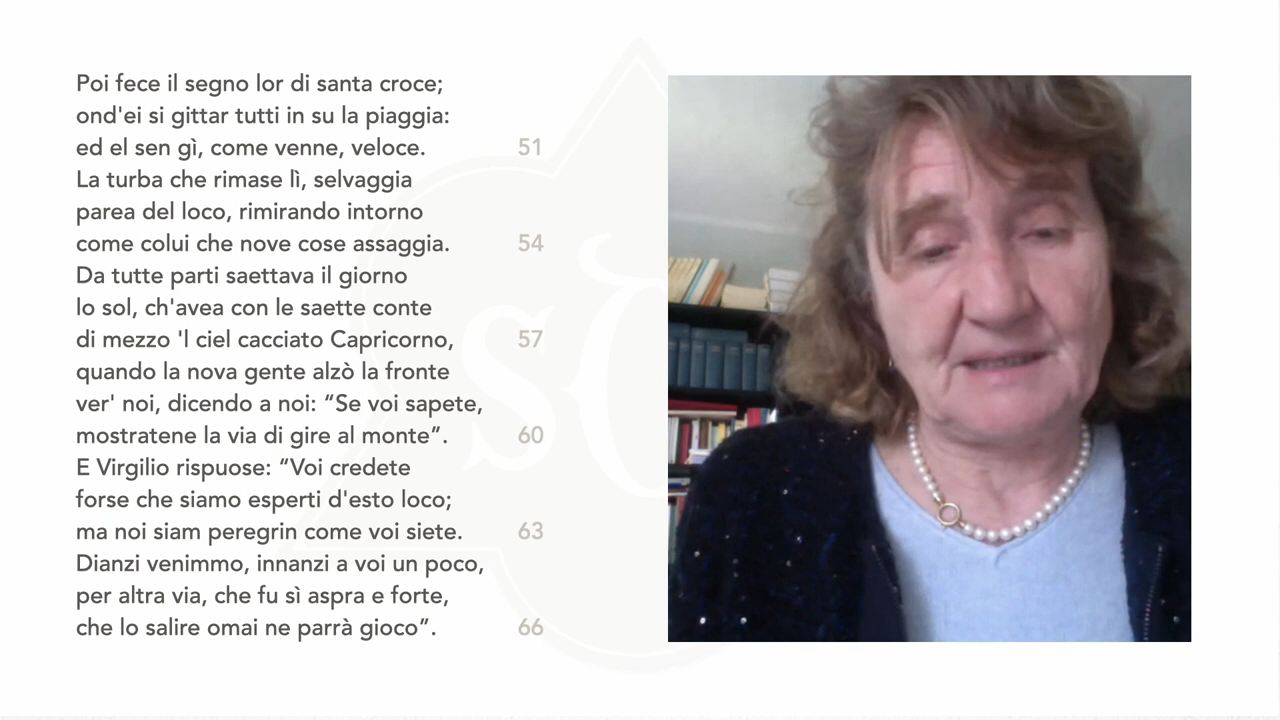 Poi fece il segno lor di santa croce;
ond'ei si gittar tutti in su la piaggia:
ed el sen gì, come venne, veloce. 51
La turba che rimase lì, selvaggia
parea del loco, rimirando intorno
come colui che nove cose assaggia. 54
Da tutte parti saettava il giorno
lo sol, ch'avea con le saette conte
di mezzo 'l ciel cacciato Capricorno, 57
quando la nova gente alzò la fronte
ver' noi, dicendo a noi: “Se voi sapete,
mostratene la via di gire al monte”. 60
E Virgilio rispuose: “Voi credete
forse che siamo esperti d'esto loco;
ma noi siam peregrin come voi siete. 63
Dianzi venimmo, innanzi a voi un poco,
per altra via, che fu sì aspra e forte,
che lo salire omai ne parrà gioco”. 66